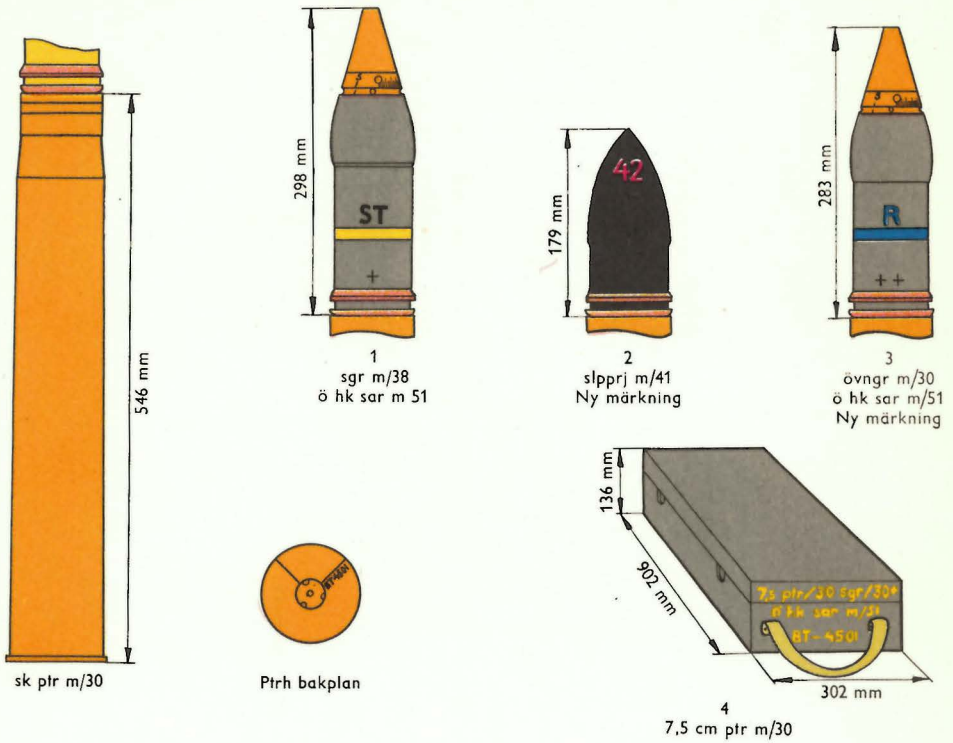 546 mm
sk ptr m/30
298 mm
ST
+
1
sgr m/38
ö hk sar m 51
179 mm
42
2
slpprj m/41
Ny märkning
283 mm
R
++
3
övngr m/30
ö hk sar m/51
Ny märkning
BT4501
Ptrh bakplan
136 mm
902 mm
302 mm
7,5 ptr/30 sgr/30+
hk sar m/51
BT-4501
4
7,5 cm ptr m/30